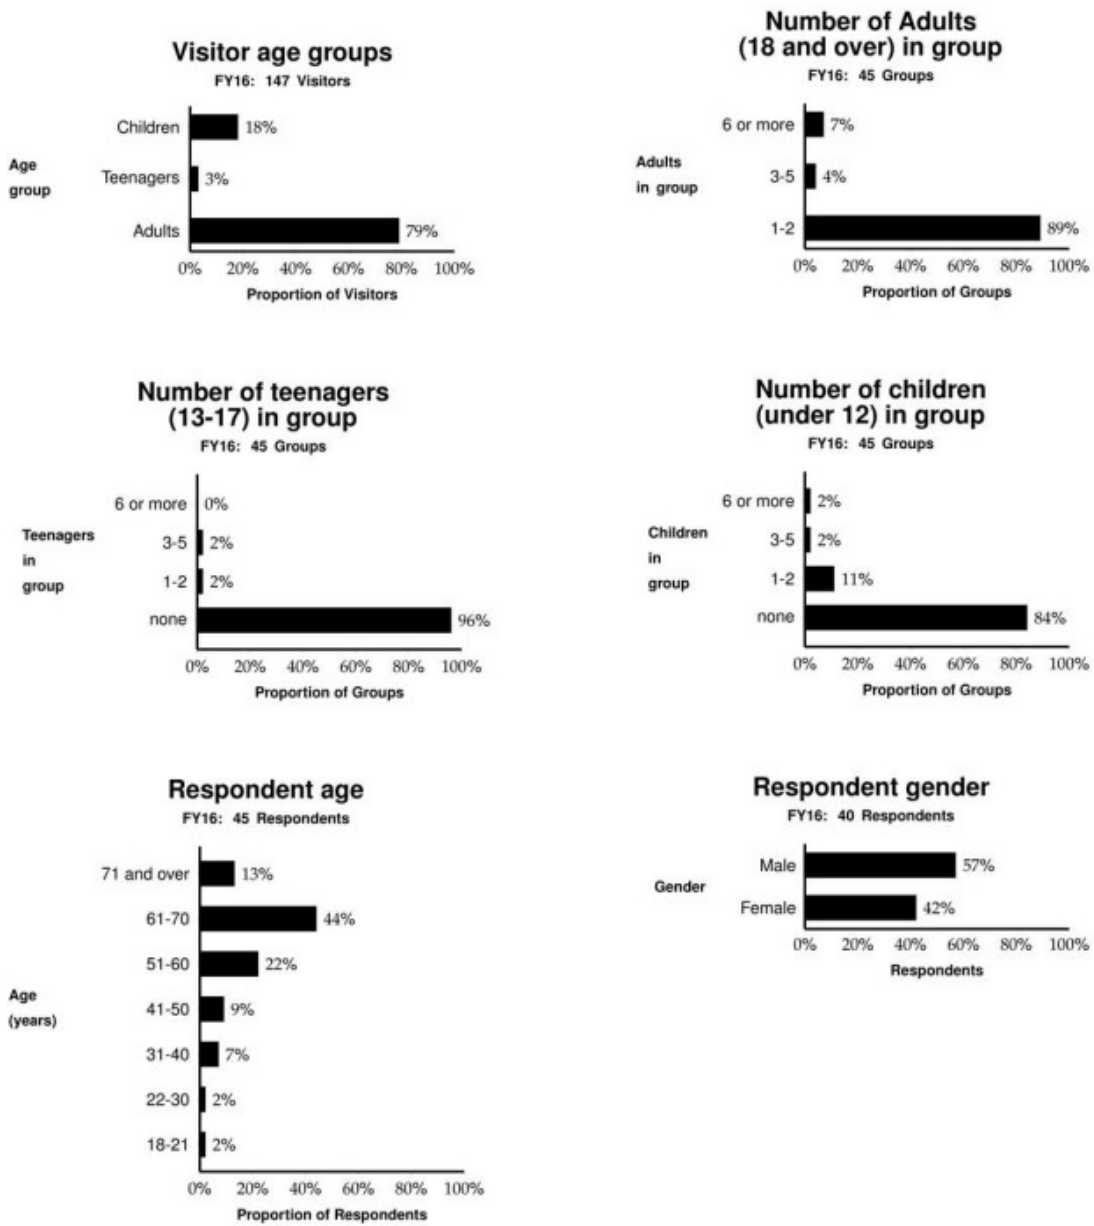 Visitor age groups
FY16: 147 Visitors
Children 18%
Age
group
Teenagers 3%
Adults 79%
0% 20% 40% 60% 80% 100%
Proportion of Visitors
Number of Adults
(18 and over) in group
FY16: 45 Groups
6 or more 7%
Adults
in group
3-5 4%
1-2 89%
0% 20% 40% 60% 80% 100%
Proportion of Groups
Number of teenagers
(13-17) in group
FY16: 45 Groups
6 or more 0%
Teenagers
in
group
3-5 2%
1-2 2%
none 96%
0% 20% 40% 60% 80% 100%
Proportion of Groups
Number of children
(under 12) in group
FY16: 45 Groups
6 or more 2%
Children
in
group
3-5 2%
1-2 11%
none 84%
0% 20% 40% 60% 80% 100%
Proportion of Groups
Respondent age
FY16: 45 Respondents
71 and over 13%
61-70 44%
51-60 22%
Age
(years)
41-50 9%
31-40 7%
22-30 2%
18-21 2%
0% 20% 40% 60% 80% 100%
Proportion of Respondents
Respondent gender
FY16: 40 Respondents
Male 57%
Gender
Female 42%
0% 20% 40% 60% 80% 100%
Respondents